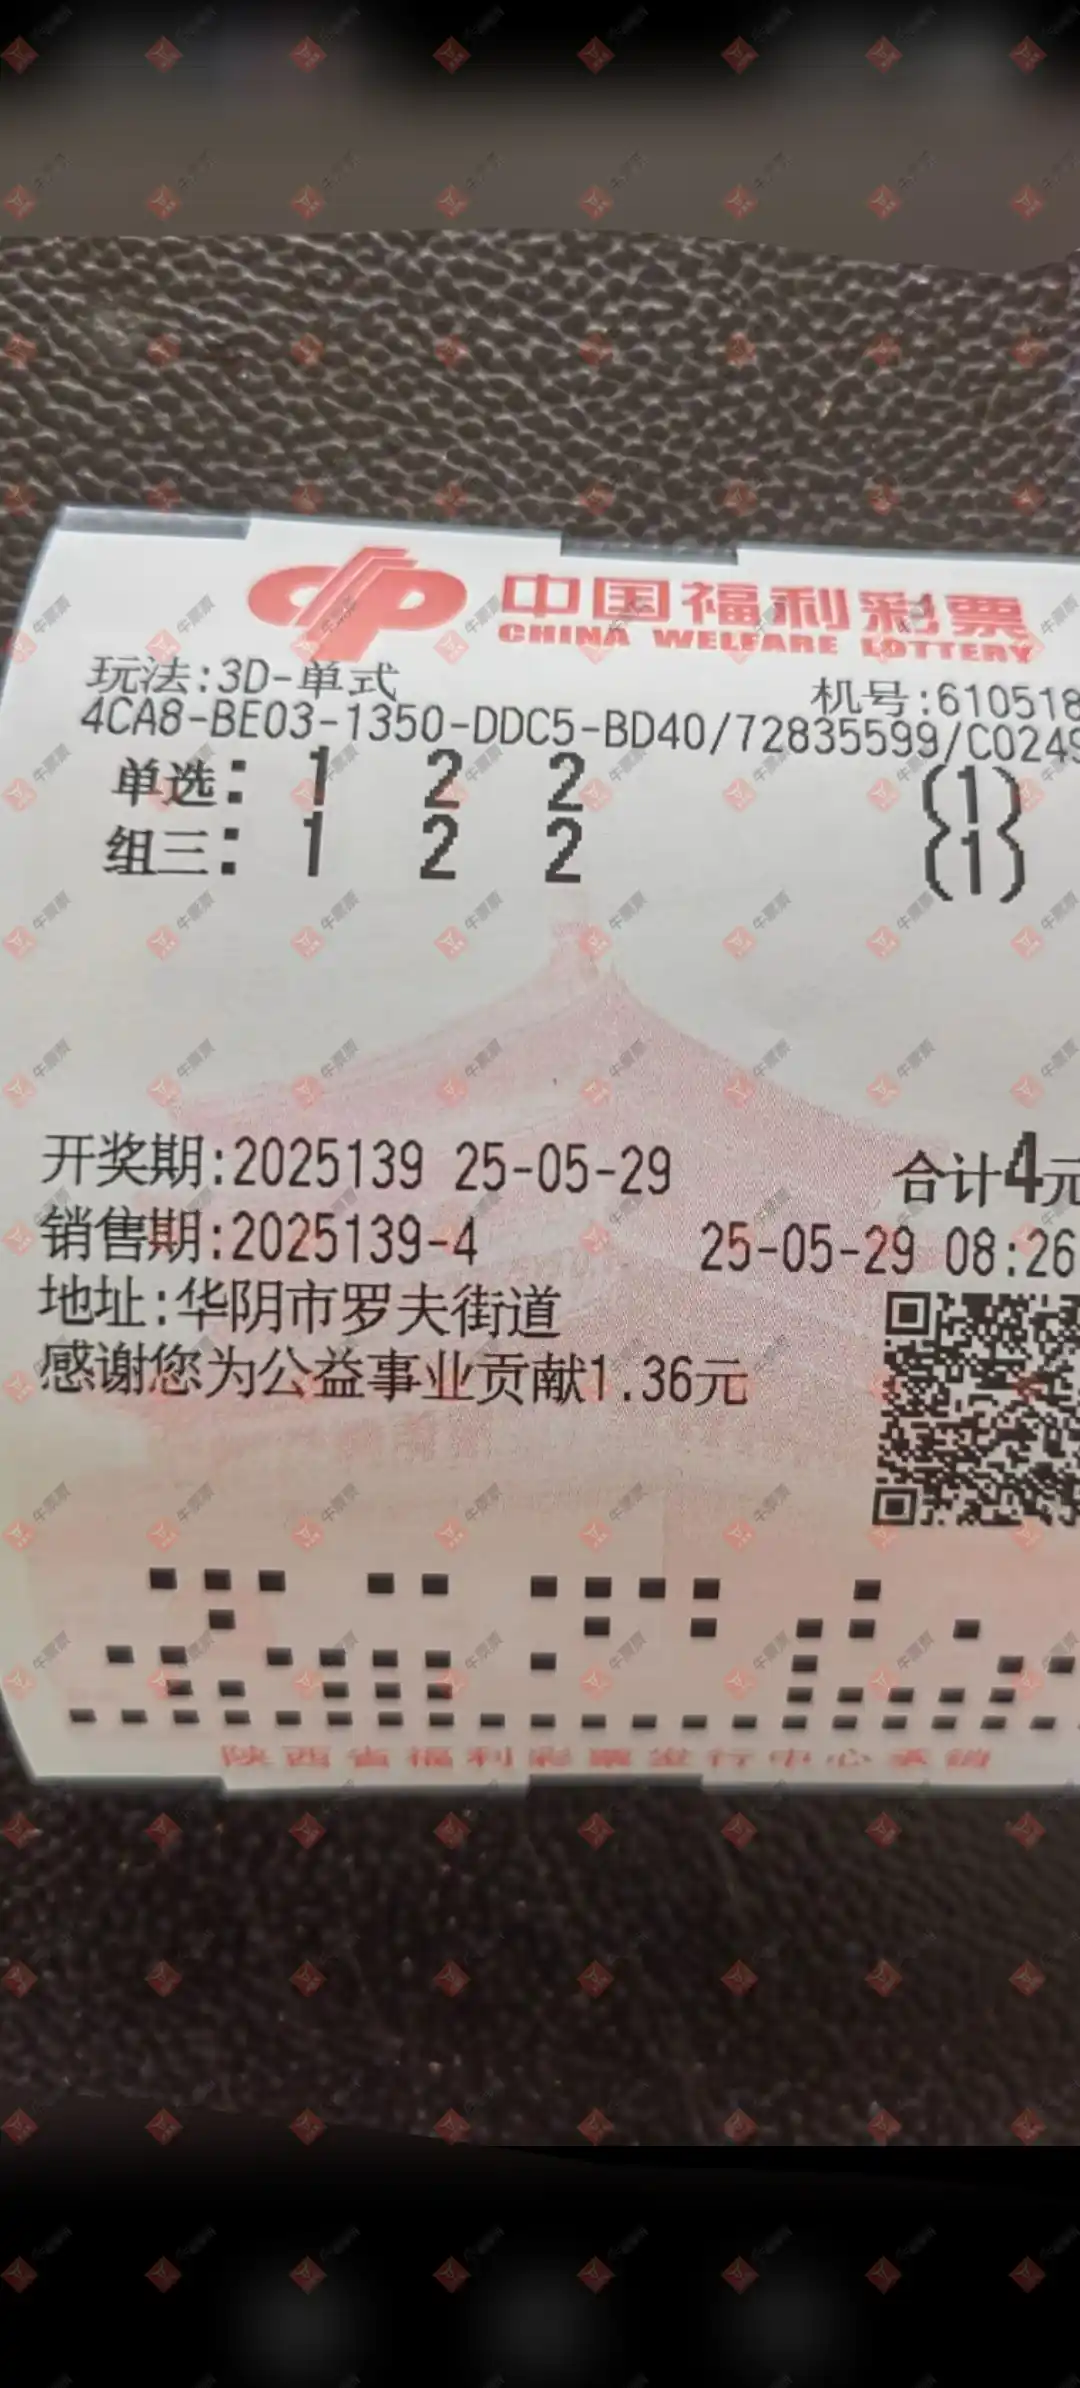 中国福利彩票
CHINA WELFARE LOTTERY
玩法:3D-单式
机号:610518
4CA8-BE03-1350-DDC5-BD40/72835599/C0249
单选: 1 2 2 (1)
组三: 1 2 2 (1)
开奖期:2025139 25-05-29 合计4元
销售期:2025139-4 25-05-29 08:26
地址:华阴市罗夫街道
感谢您为公益事业贡献1.36元
陕西省福利彩票发行中心承销
牛票票